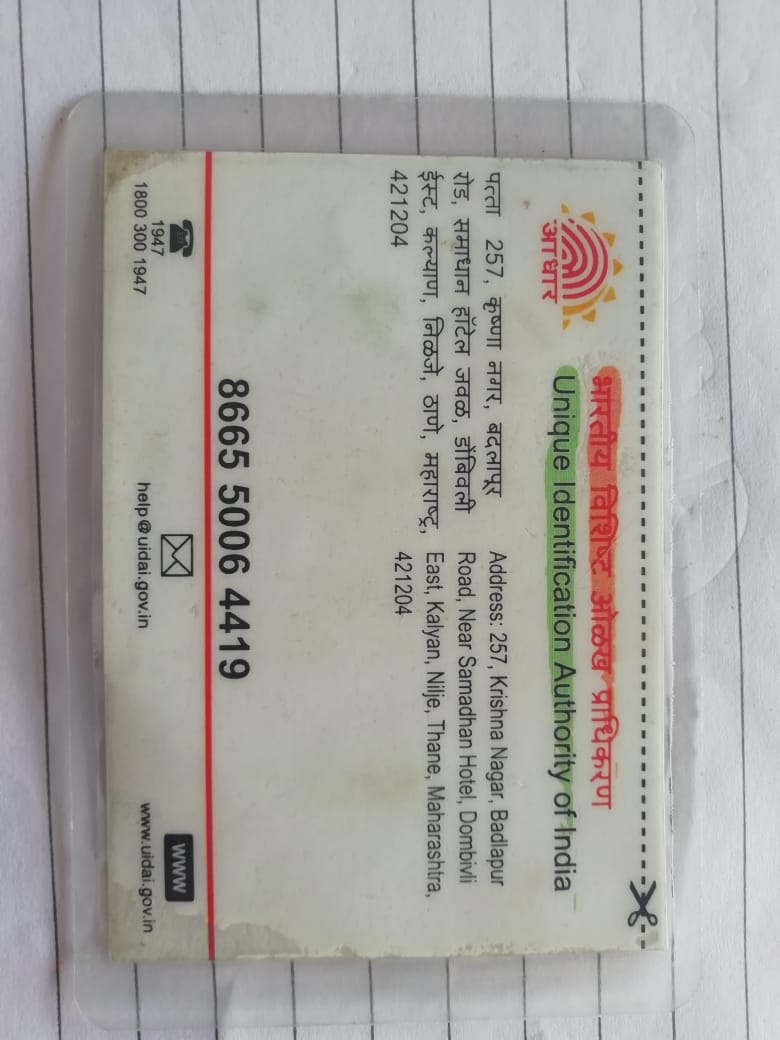 आधार
भारतीय विशिष्ट ओळख प्राधिकरण
Unique Identification Authority of India
पत्ता 257, कृष्णा नगर, बदलापूर
रोड, समाधान हॉटेल जवळ, डोंबिवली
ईस्ट, कल्याण, निळजे, ठाणे, महाराष्ट्र,
421204
Address: 257, Krishna Nagar, Badlapur
Road, Near Samadhan Hotel, Dombivli
East, Kalyan, Nilje, Thane, Maharashtra,
421204
8665 5006 4419
1947
1800 300 1947
help@uidai.gov.in
www
www.uidai.gov.in